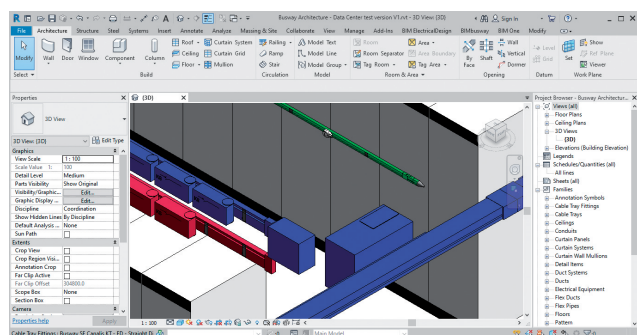 Busway Architecture - Data Center test version V1.rvt - 3D View {3D}
Sign In
File Architecture Structure Steel Systems Insert Annotate Analyze Massing & Site Collaborate View Manage Add-Ins BIM ElectricalDesign BIMbusway BIM One Modify
Modify Wall Door Window Component Column
Roof Curtain System Railing Model Text Room Area
Ceiling Curtain Grid Ramp Model Line Room Separator Area Boundary
Floor Mullion Stair Model Group Tag Room Tag Area
By Face Shaft Wall Vertical Dormer
Level Grid
Set Show Ref Plane Viewer
Select Build Circulation Model Room & Area Opening Datum Work Plane
Properties
3D View
3D View: {3D} Edit Type
Graphics
View Scale 1 : 100
Scale Value 1: 100
Detail Level Medium
Parts Visibility Show Original
Visibility/Graphic... Edit...
Graphic Display ... Edit...
Discipline Coordination
Show Hidden Lines By Discipline
Default Analysis ... None
Sun Path
Extents
Crop View
Crop Region Visi...
Annotation Crop
Far Clip Active
Far Clip Offset 304800.0
Scope Box None
Section Box
Camera
Properties help Apply
{3D}
1 : 100
Project Browser - Busway Architectur...
Views (all)
Floor Plans
Ceiling Plans
3D Views
{3D}
Elevations (Building Elevation)
Legends
Schedules/Quantities (all)
All lines
Sheets (all)
Families
Annotation Symbols
Cable Tray Fittings
Cable Trays
Ceilings
Conduits
Curtain Panels
Curtain Systems
Curtain Wall Mullions
Detail Items
Duct Systems
Ducts
Electrical Equipment
Flex Ducts
Flex Pipes
Floors
Pattern
Cable Tray Fittings : Busway SE Canalis KT - ED - Straight
Main Model